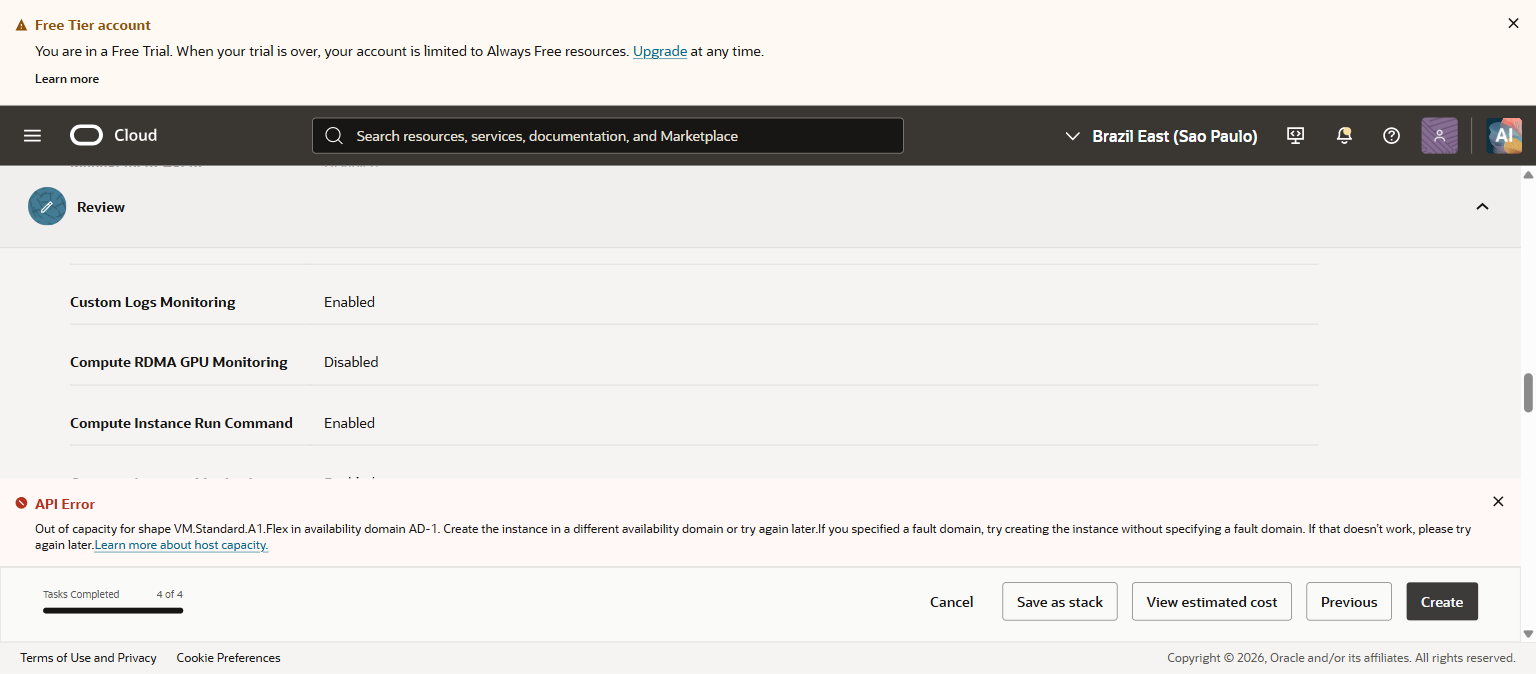 Free Tier account
You are in a Free Trial. When your trial is over, your account is limited to Always Free resources. Upgrade at any time.
Learn more
Cloud
Search resources, services, documentation, and Marketplace
Brazil East (Sao Paulo)
AI
Review
Custom Logs Monitoring Enabled
Compute RDMA GPU Monitoring Disabled
Compute Instance Run Command Enabled
API Error
Out of capacity for shape VM.Standard.A1.Flex in availability domain AD-1. Create the instance in a different availability domain or try again later.If you specified a fault domain, try creating the instance without specifying a fault domain. If that doesn't work, please try
again later.Learn more about host capacity.
Tasks Completed 4 of 4
Cancel
Save as stack
View estimated cost
Previous
Create
Terms of Use and Privacy
Cookie Preferences
Copyright © 2026, Oracle and/or its affiliates. All rights reserved.